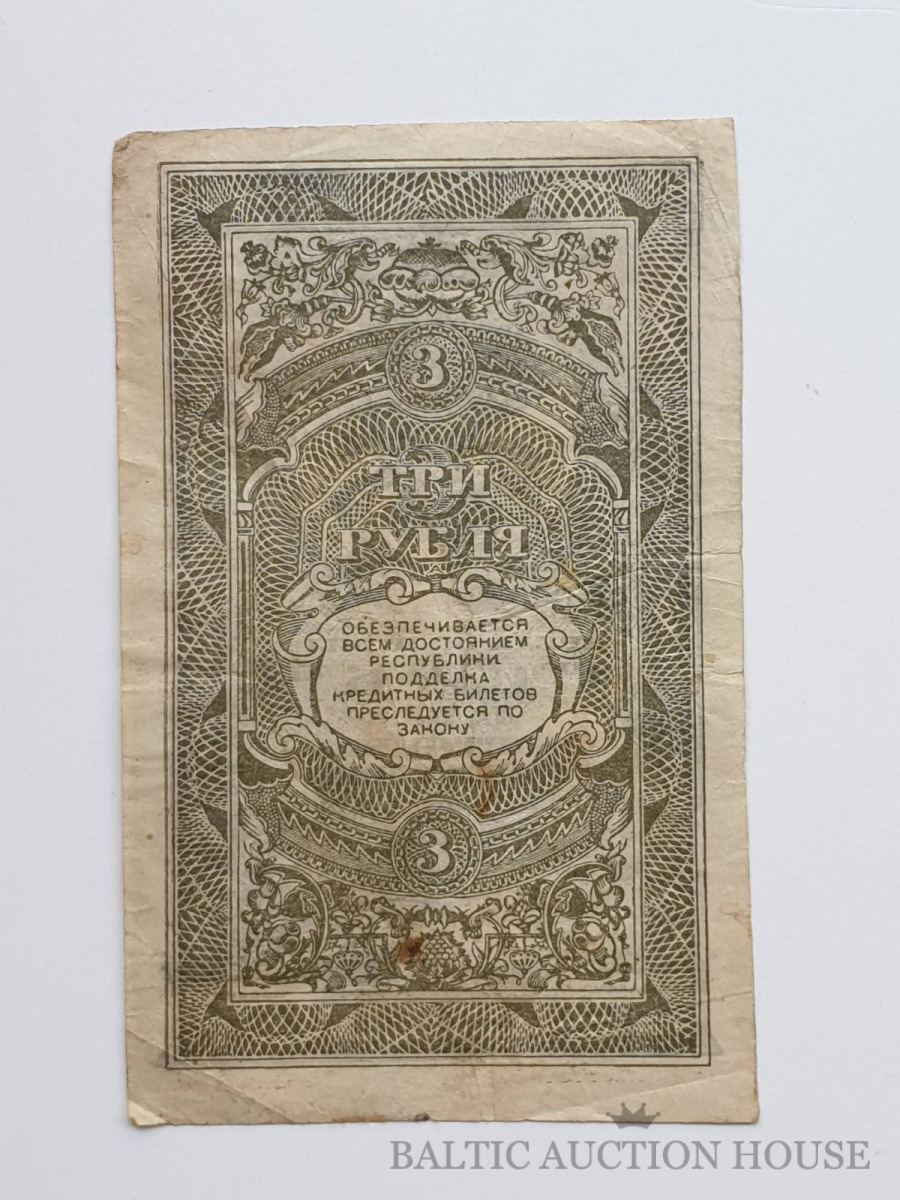 3
ТРИ
РУБЛЯ
ОБЕЗПЕЧИВАЕТСЯ
ВСЕМ ДОСТОЯНИЕМ
РЕСПУБЛИКИ.
ПОДДЕЛКА
КРЕДИТНЫХ БИЛЕТОВ
ПРЕСЛЕДУЕТСЯ ПО
ЗАКОНУ
3
BALTIC AUCTION HOUSE